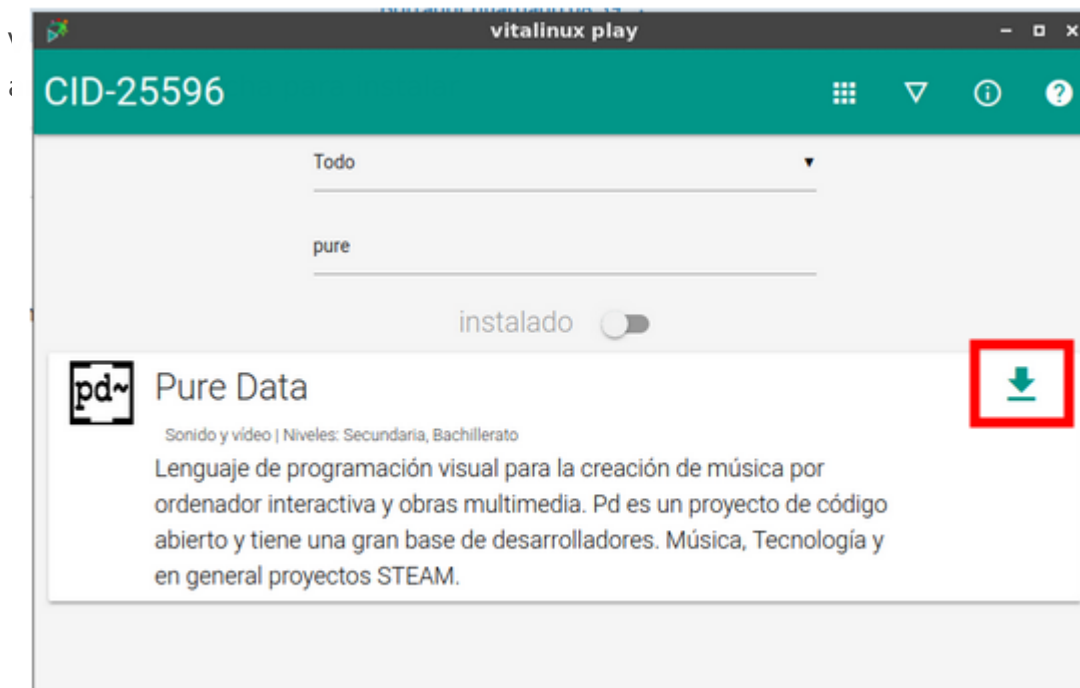 vitalinux play
CID-25596
Todo
pure
instalado
pd~
Pure Data
Sonido y vídeo | Niveles: Secundaria, Bachillerato
Lenguaje de programación visual para la creación de música por
ordenador interactiva y obras multimedia. Pd es un proyecto de código
abierto y tiene una gran base de desarrolladores. Música, Tecnología y
en general proyectos STEAM.